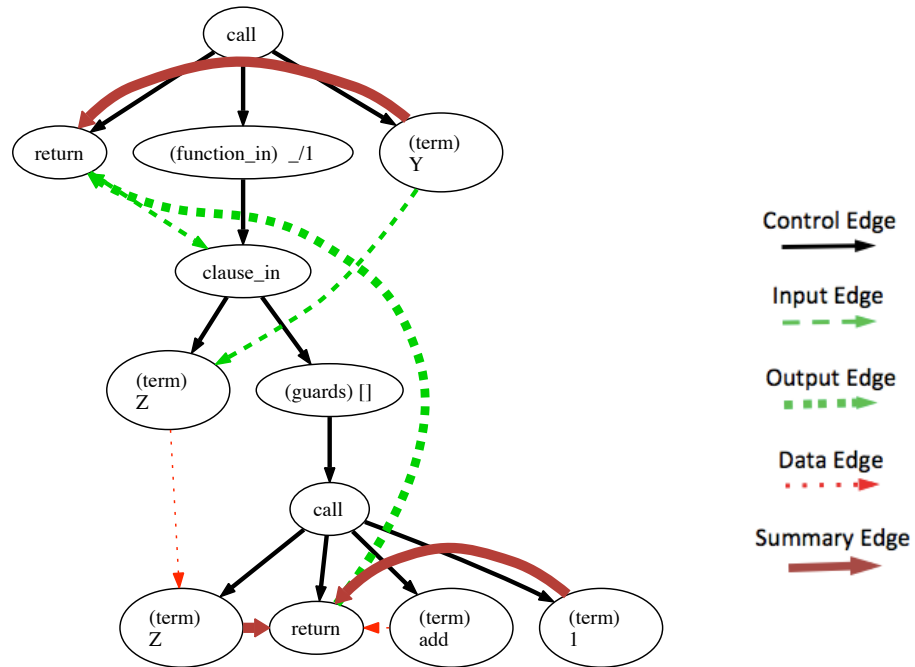 call
return
(function_in) _/1
(term)
Y
Control Edge
clause_in
Input Edge
(term)
Z
(guards) []
Output Edge
Data Edge
call
Summary Edge
(term)
Z
return
(term)
add
(term)
1